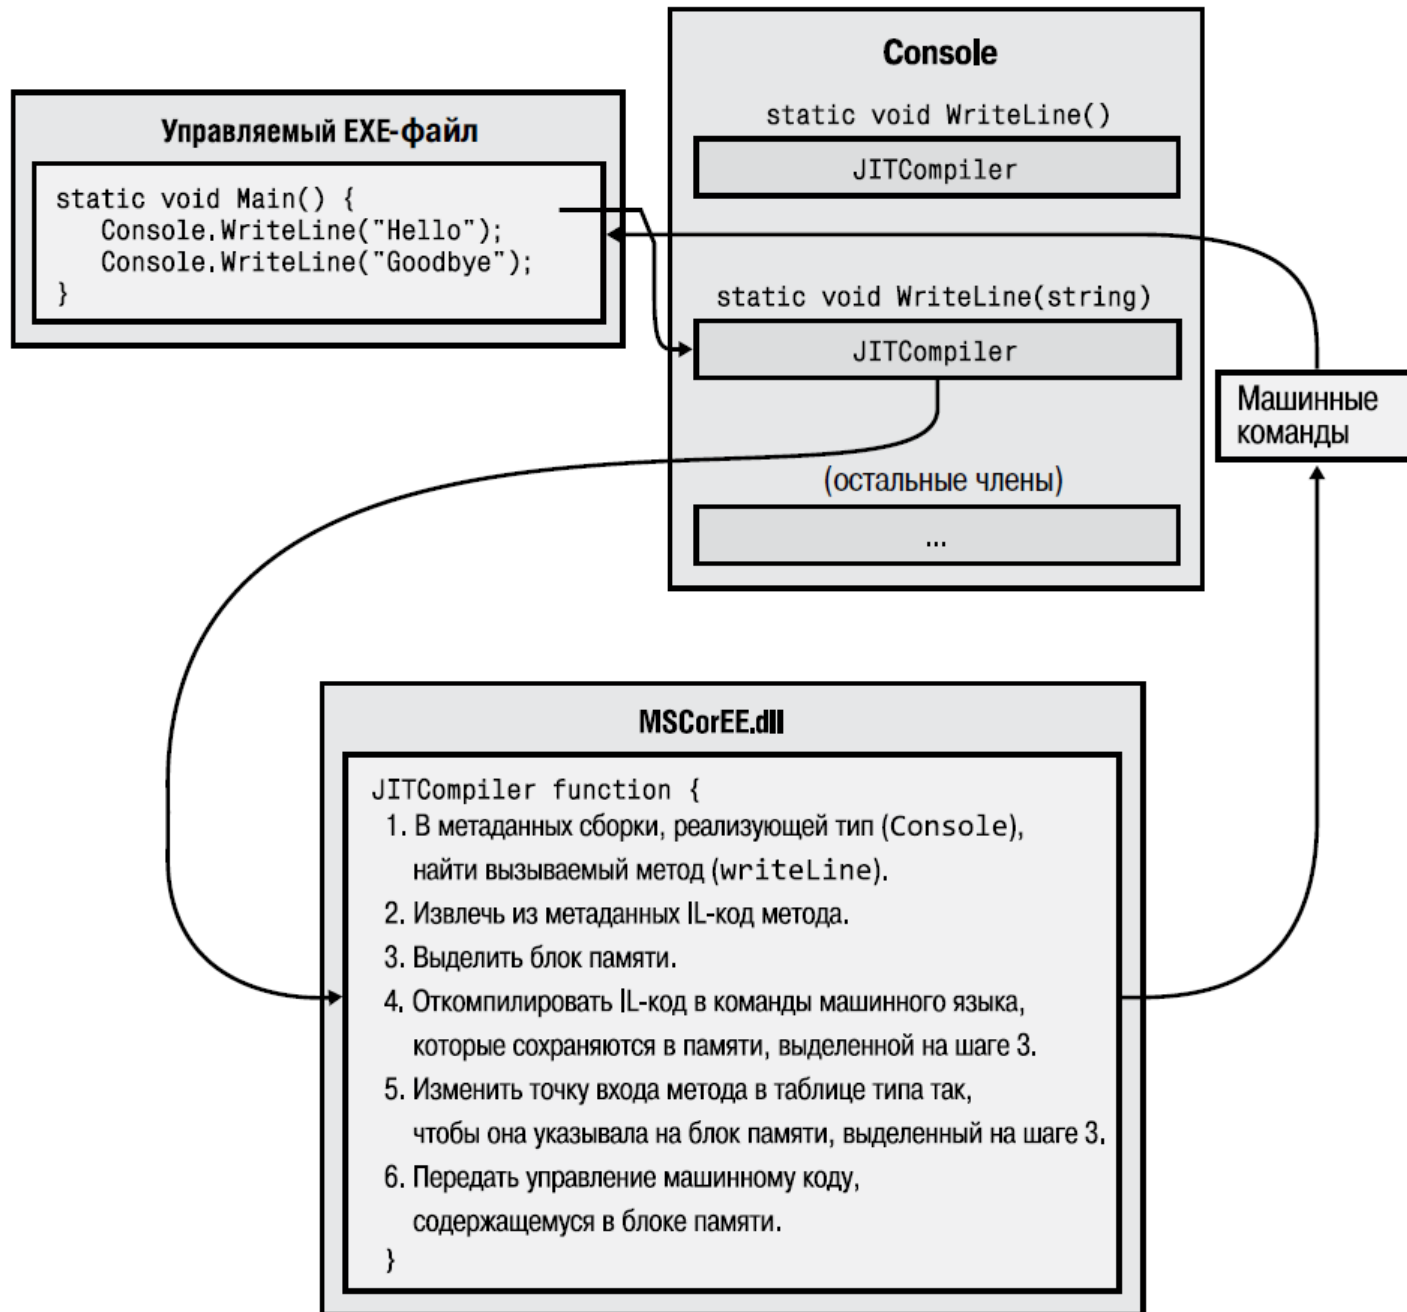 Управляемый EXE-файл
static void Main() {
Console.WriteLine("Hello");
Console.WriteLine("Goodbye");
}
Console
static void WriteLine()
JITCompiler
static void WriteLine(string)
JITCompiler
(остальные члены)
...
Машинные
команды
MSCorEE.dll
JITCompiler function {
1. В метаданных сборки, реализующей тип (Console),
найти вызываемый метод (writeLine).
2. Извлечь из метаданных IL-код метода.
3. Выделить блок памяти.
4. Откомпилировать IL-код в команды машинного языка,
которые сохраняются в памяти, выделенной на шаге 3.
5. Изменить точку входа метода в таблице типа так,
чтобы она указывала на блок памяти, выделенный на шаге 3.
6. Передать управление машинному коду,
содержащемуся в блоке памяти.
}